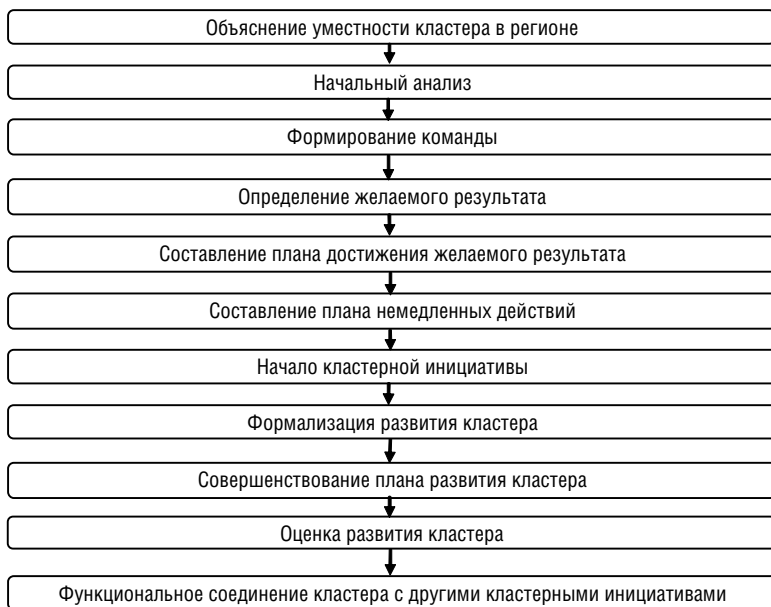 Объяснение уместности кластера в регионе
Начальный анализ
Формирование команды
Определение желаемого результата
Составление плана достижения желаемого результата
Составление плана немедленных действий
Начало кластерной инициативы
Формализация развития кластера
Совершенствование плана развития кластера
Оценка развития кластера
Функциональное соединение кластера с другими кластерными инициативами